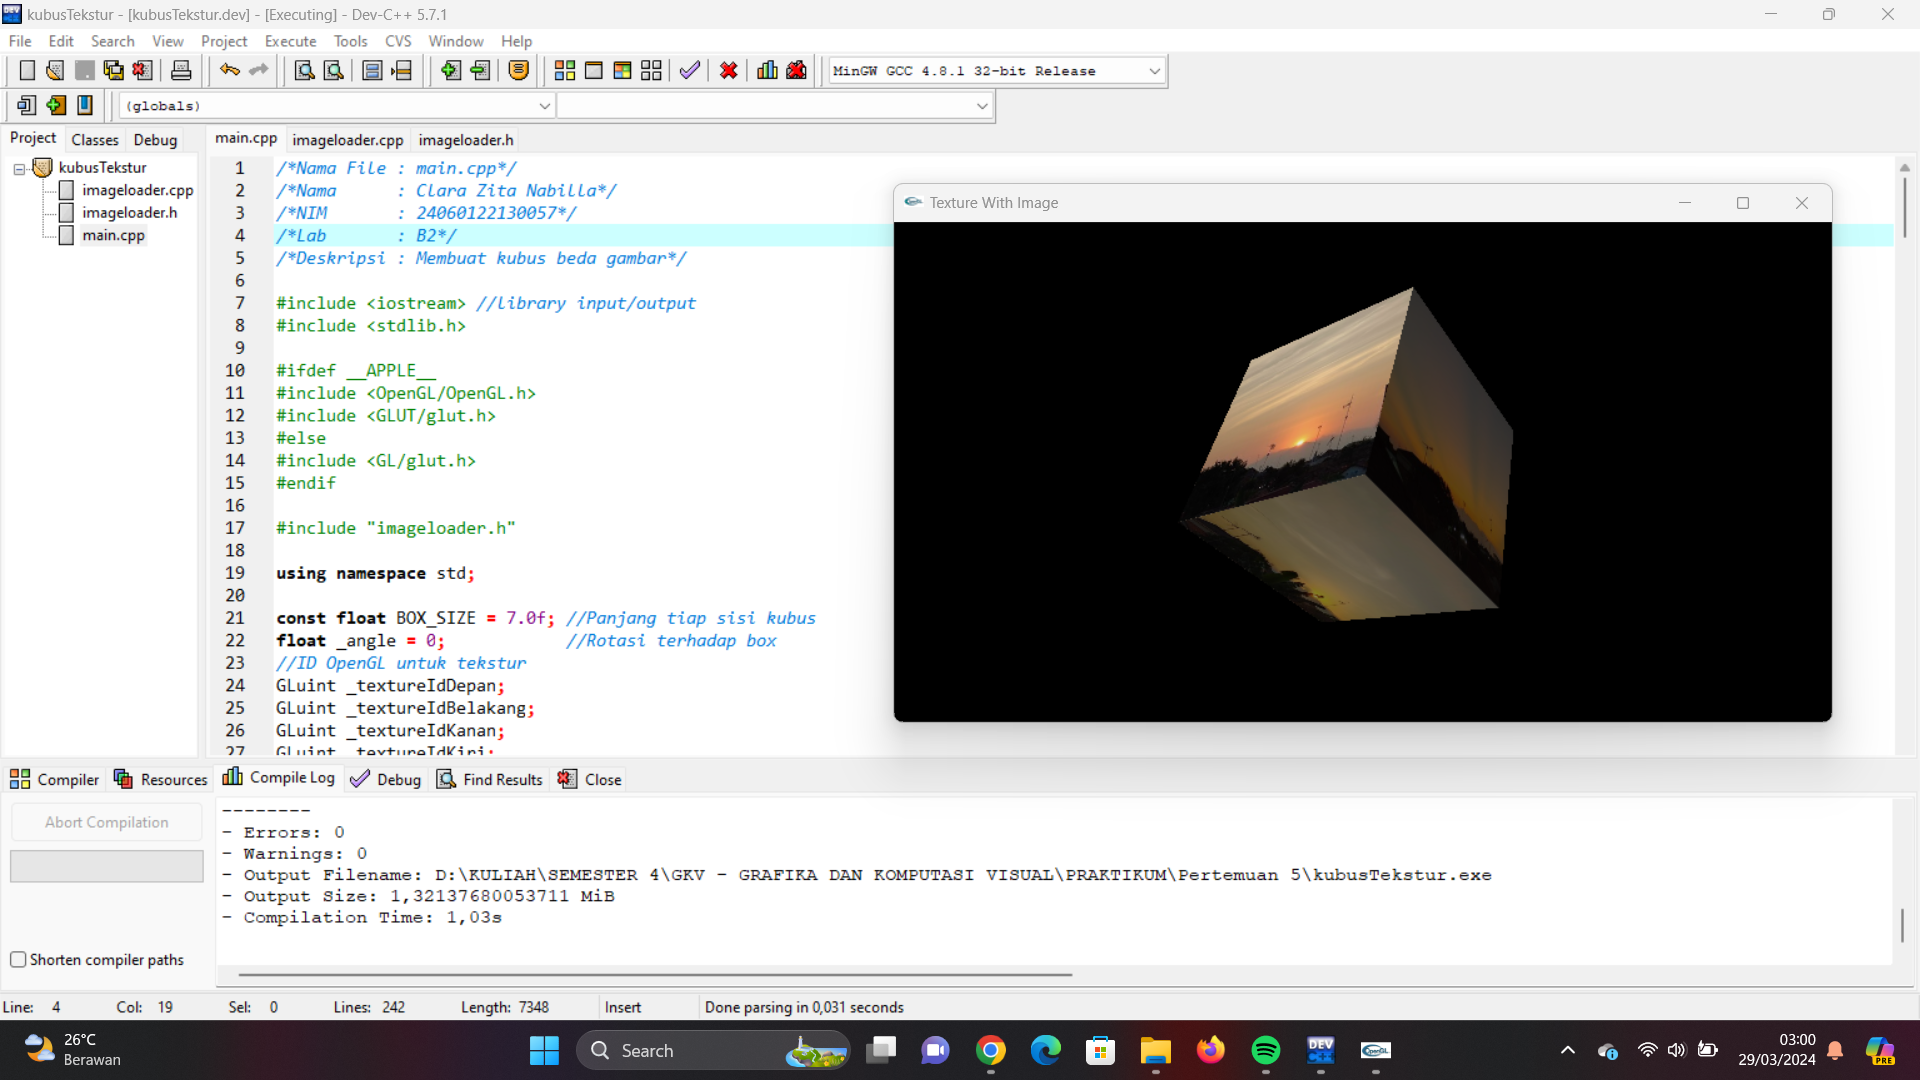 kubusTekstur - [kubusTekstur.dev] - [Executing] - Dev-C++ 5.7.1
File Edit Search View Project Execute Tools CVS Window Help
MinGW GCC 4.8.1 32-bit Release
(globals)
Project Classes Debug
main.cpp imageloader.cpp imageloader.h
kubusTekstur
imageloader.cpp
imageloader.h
main.cpp
1 /*Nama File : main.cpp*/
2 /*Nama : Clara Zita Nabilla*/
3 /*NIM : 24060122130057*/
4 /*Lab : B2*/
5 /*Deskripsi : Membuat kubus beda gambar*/
6
7 #include <iostream> //library input/output
8 #include <stdlib.h>
9
10 #ifdef __APPLE__
11 #include <OpenGL/OpenGL.h>
12 #include <GLUT/glut.h>
13 #else
14 #include <GL/glut.h>
15 #endif
16
17 #include "imageloader.h"
18
19 using namespace std;
20
21 const float BOX_SIZE = 7.0f; //Panjang tiap sisi kubus
22 float _angle = 0; //Rotasi terhadap box
23 //ID OpenGL untuk tekstur
24 GLuint _textureIdDepan;
25 GLuint _textureIdBelakang;
26 GLuint _textureIdKanan;
27 GLuint _textureIdKiri;
Texture With Image
Compiler Resources Compile Log Debug Find Results Close
Abort Compilation
Shorten compiler paths
--------
- Errors: 0
- Warnings: 0
- Output Filename: D:\KULIAH\SEMESTER 4\GKV - GRAFIKA DAN KOMPUTASI VISUAL\PRAKTIKUM\Pertemuan 5\kubusTekstur.exe
- Output Size: 1,32137680053711 MiB
- Compilation Time: 1,03s
Line: 4 Col: 19 Sel: 0 Lines: 242 Length: 7348 Insert Done parsing in 0,031 seconds
26°C
Berawan
Search
DEV
OpenGL
03:00
29/03/2024
PRE